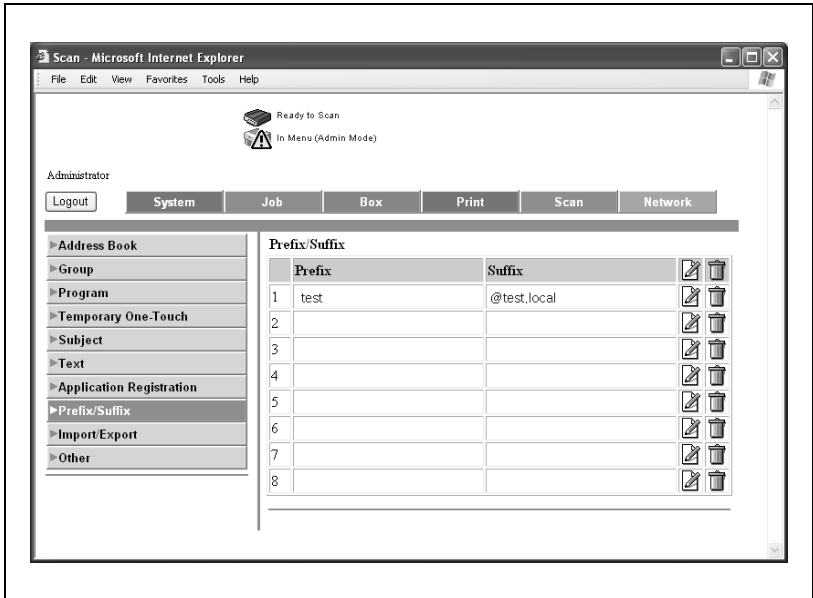 Scan - Microsoft Internet Explorer
File Edit View Favorites Tools Help
Ready to Scan
In Menu (Admin Mode)
Administrator
Logout System Job Box Print Scan Network
Address Book
Group
Program
Temporary One-Touch
Subject
Text
Application Registration
Prefix/Suffix
Import/Export
Other
Prefix/Suffix
Prefix Suffix
1 test @test.local
2
3
4
5
6
7
8